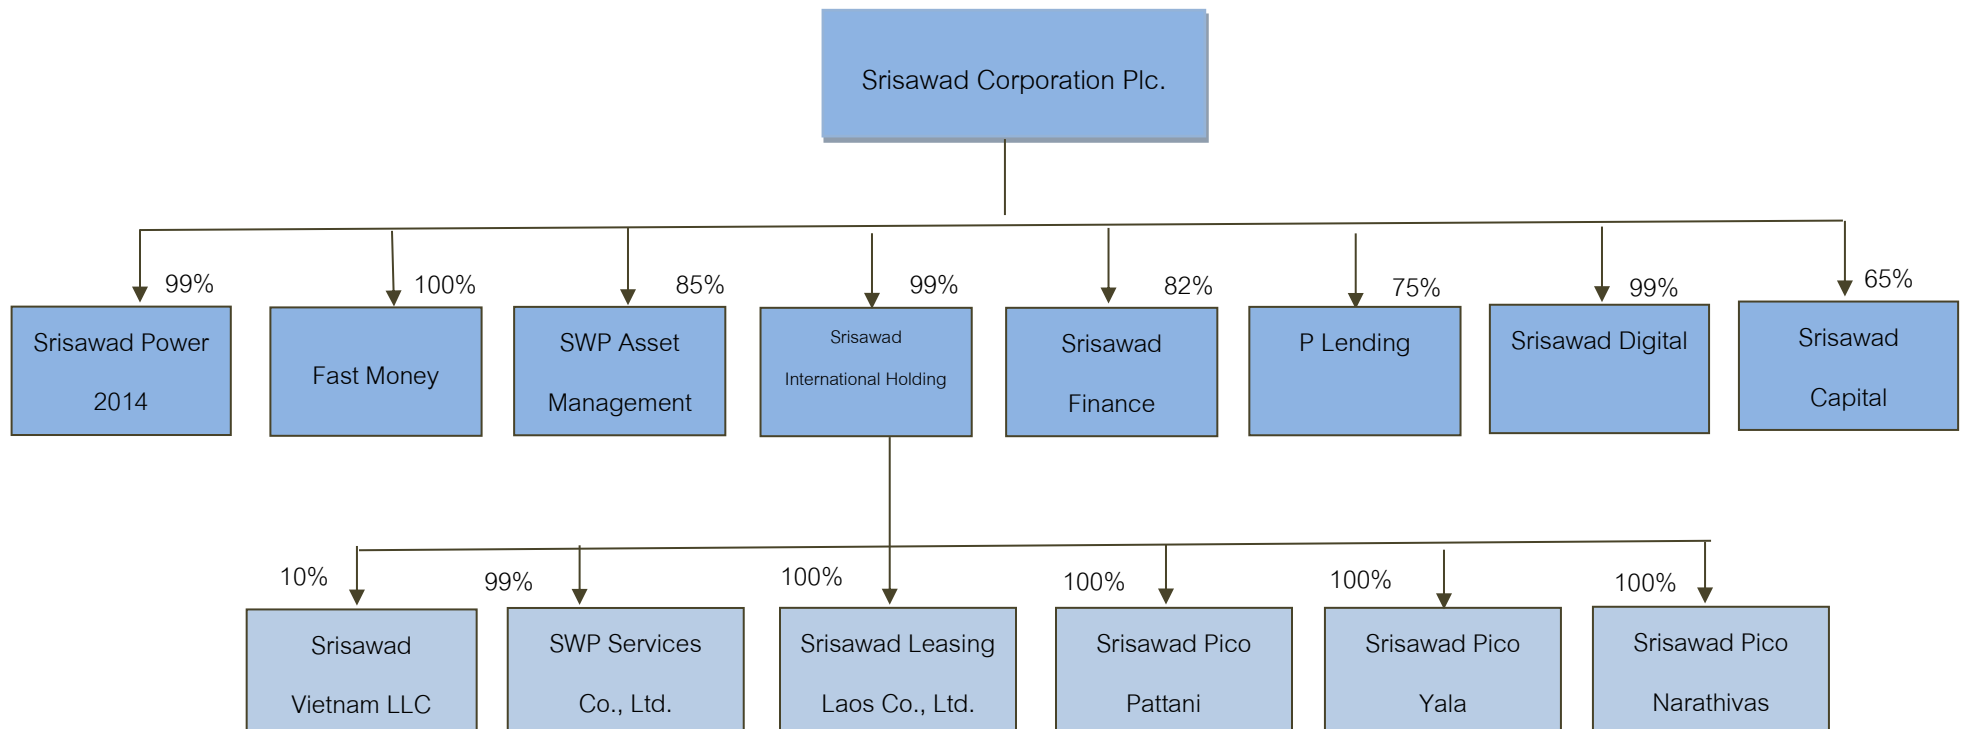 Srisawad Corporation Plc.
99%
100%
85%
99%
82%
75%
99%
65%
Srisawad Power
2014
Fast Money
SWP Asset
Management
Srisawad
International Holding
Srisawad
Finance
P Lending
Srisawad Digital
Srisawad
Capital
10%
99%
100%
100%
100%
100%
Srisawad
Vietnam LLC
SWP Services
Co., Ltd.
Srisawad Leasing
Laos Co., Ltd.
Srisawad Pico
Pattani
Srisawad Pico
Yala
Srisawad Pico
Narathivas